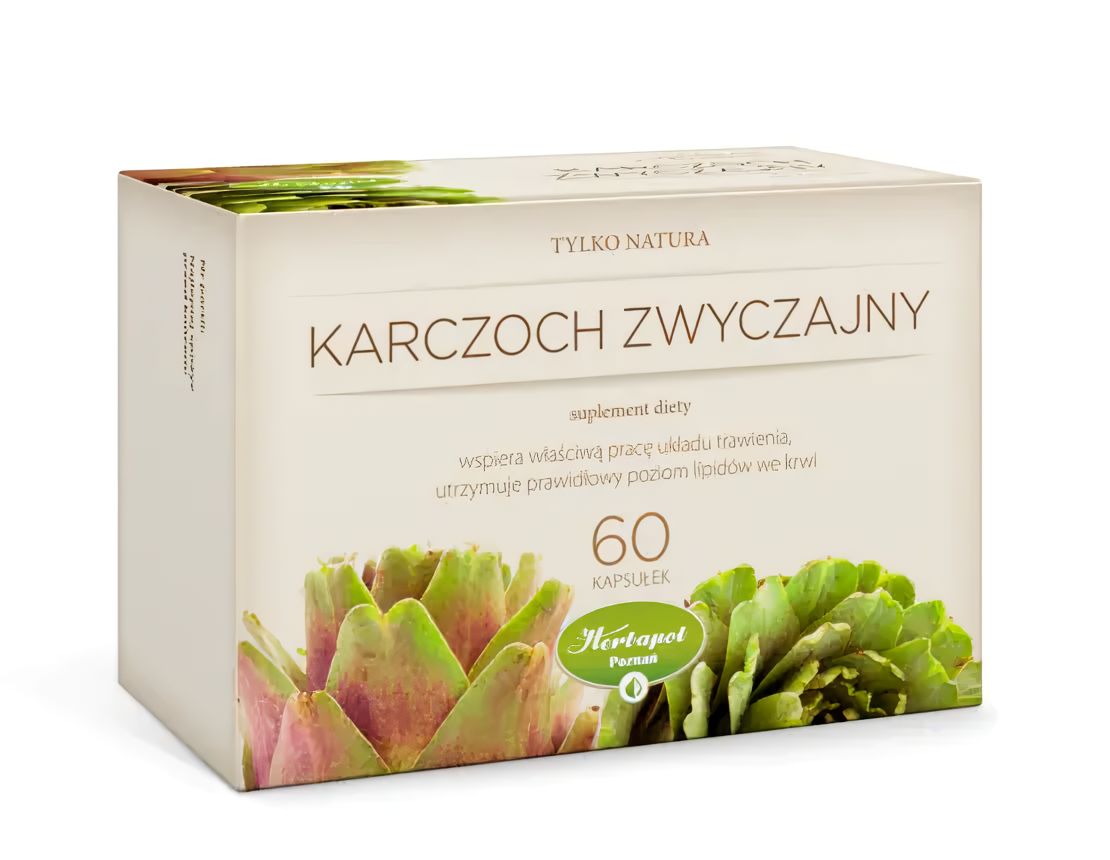 TYLKO NATURA
KARCZOCH ZWYCZAJNY
suplement diety
wspiera właściwą pracę układu trawienia,
utrzymuje prawidłowy poziom lipidów we krwi
60
KAPSUŁEK
Herbapol
Poznań